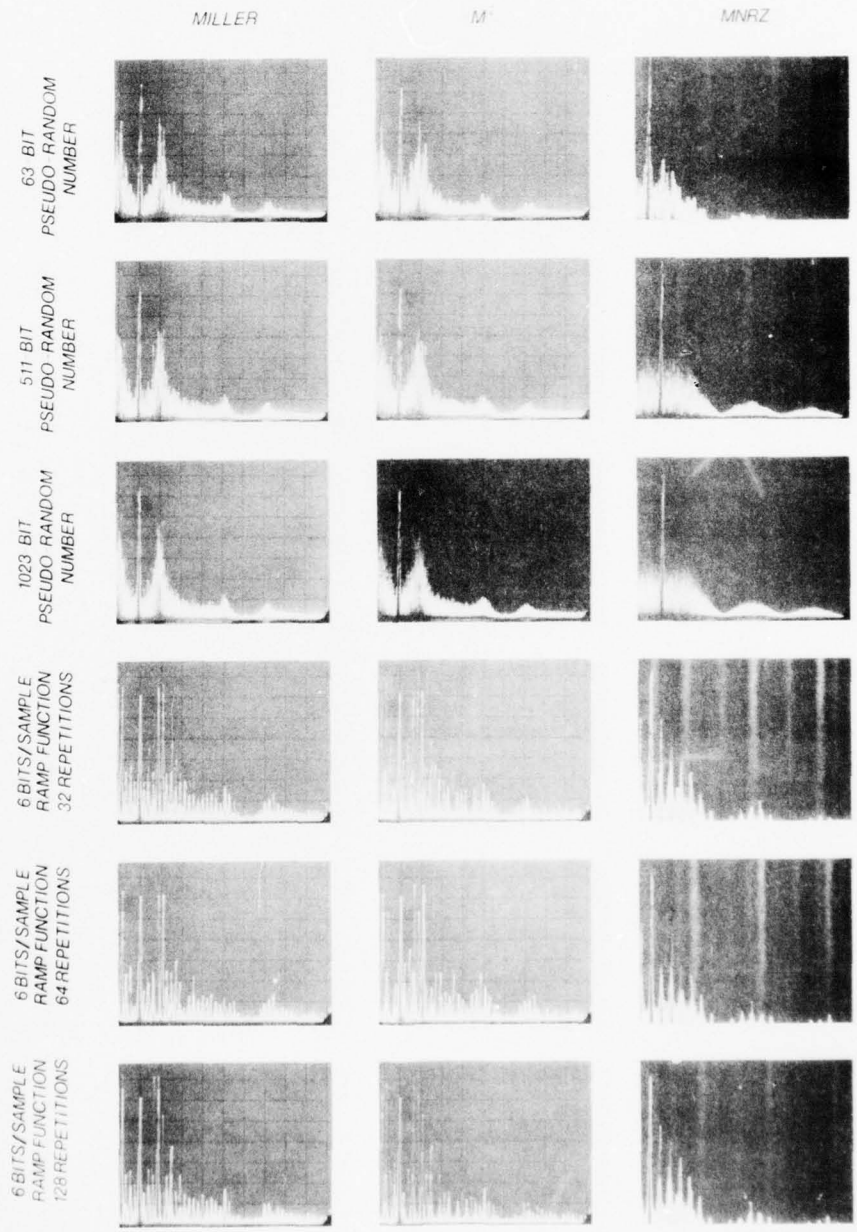 MILLER
M²
MNRZ
63 BIT
PSEUDO-RANDOM
NUMBER
511 BIT
PSEUDO-RANDOM
NUMBER
1023 BIT
PSEUDO RANDOM
NUMBER
6 BITS/SAMPLE
RAMP FUNCTION
32 REPETITIONS
6 BITS/SAMPLE
RAMP FUNCTION
64 REPETITIONS
6 BITS/SAMPLE
RAMP FUNCTION
128 REPETITIONS